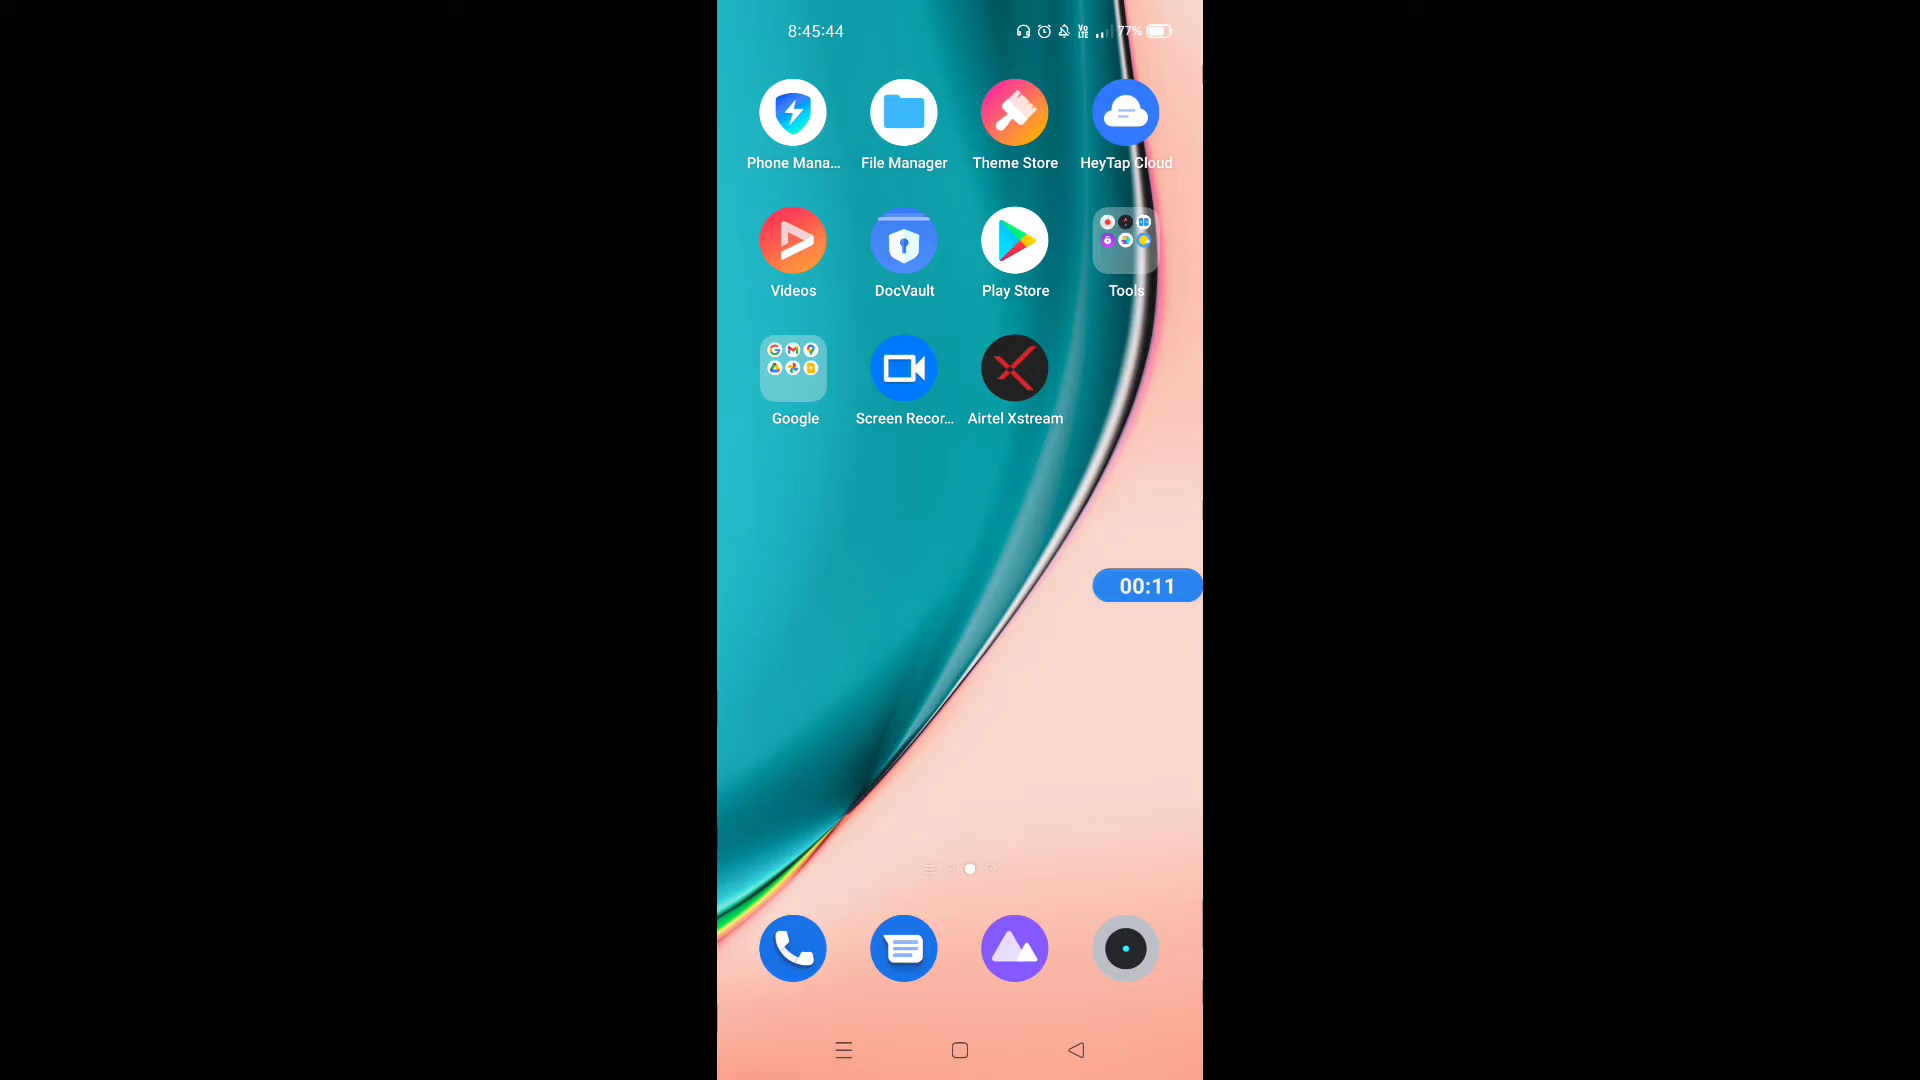 8:45:44 77%
Phone Mana... File Manager Theme Store HeyTap Cloud
Videos DocVault Play Store Tools
Google Screen Recor... Airtel Xstream
00:11